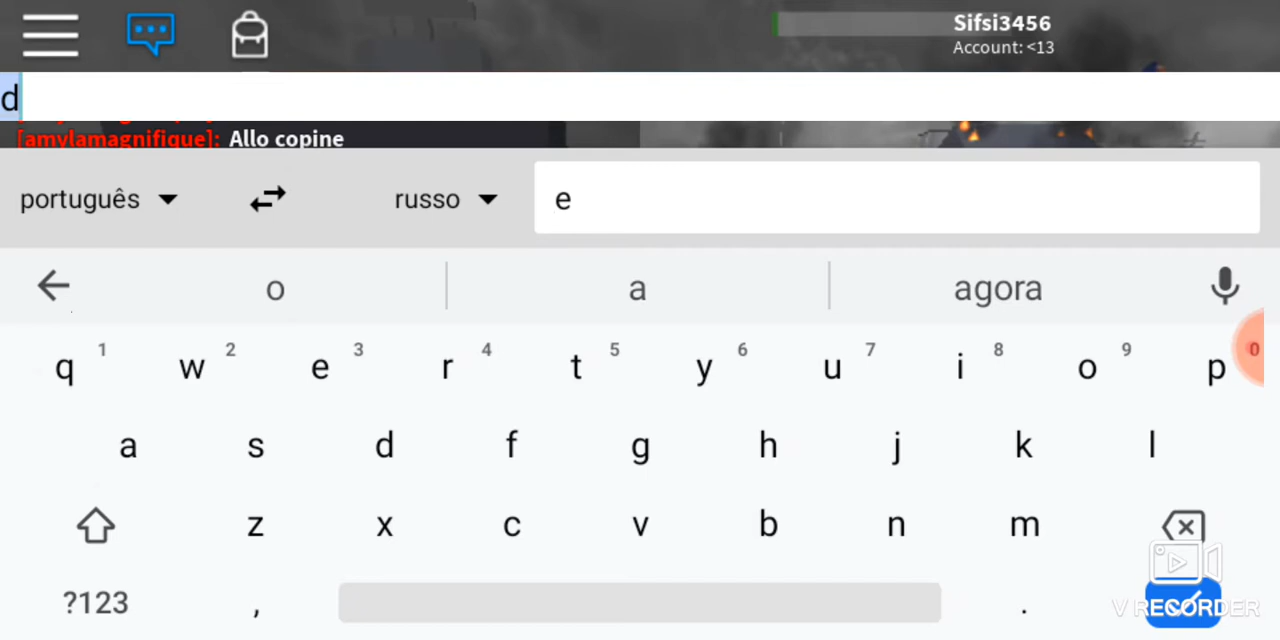 Sifsi3456
Account: <13
d
[amylamagnifique]: Allo copine
português russo e
o a agora
q 1 w 2 e 3 r 4 t 5 y 6 u 7 i 8 o 9 p 0
a s d f g h j k l
z x c v b n m
?123 , .
V RECORDER